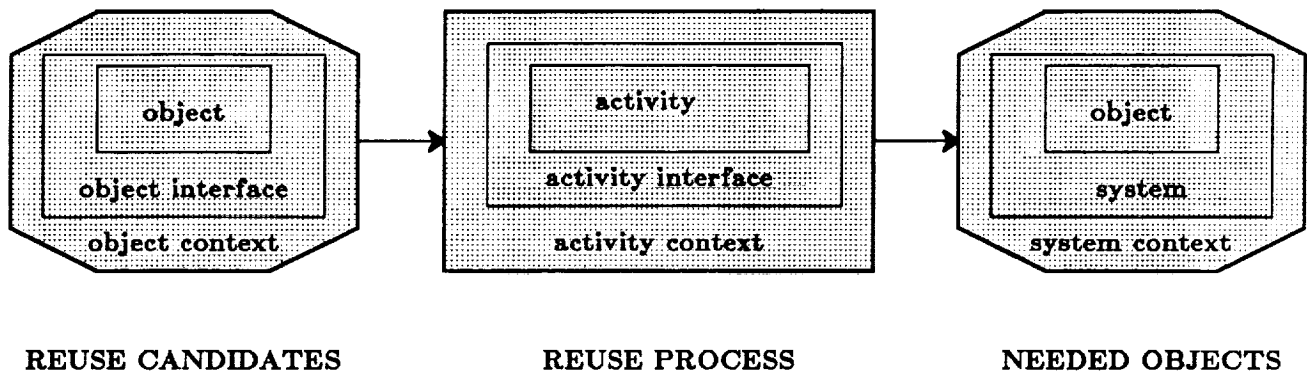 object
object interface
object context
activity
activity interface
activity context
object
system
system context
REUSE CANDIDATES
REUSE PROCESS
NEEDED OBJECTS